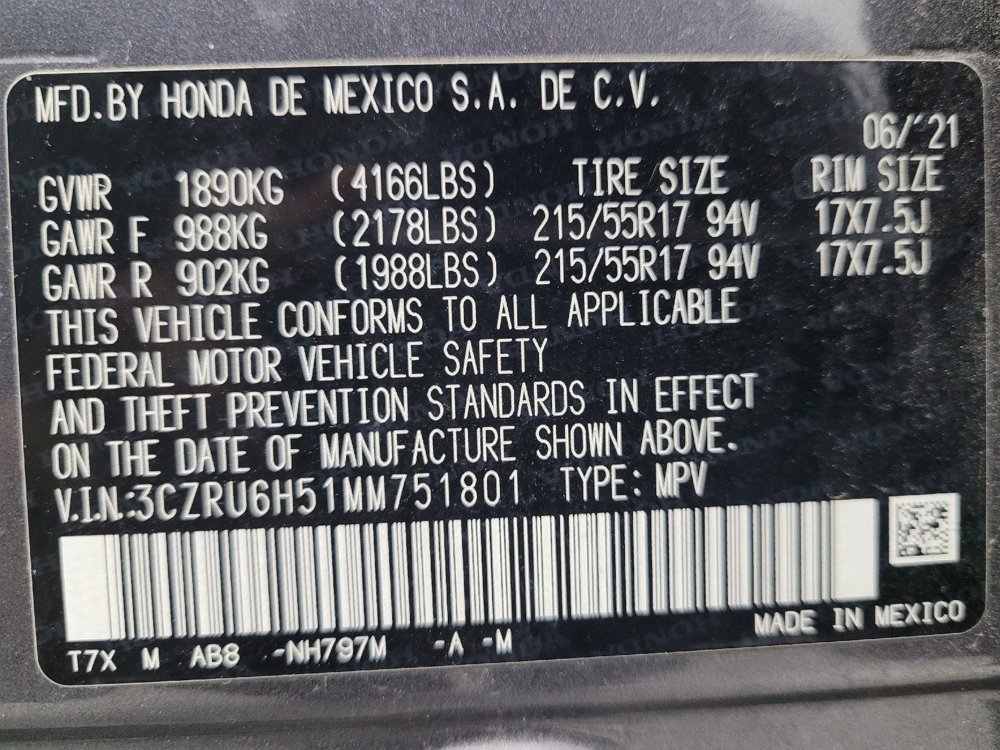 MFD.BY HONDA DE MEXICO S.A. DE C.V.
06/'21
GVWR 1890KG (4166LBS) TIRE SIZE RIM SIZE
GAWR F 988KG (2178LBS) 215/55R17 94V 17X7.5J
GAWR R 902KG (1988LBS) 215/55R17 94V 17X7.5J
THIS VEHICLE CONFORMS TO ALL APPLICABLE
FEDERAL MOTOR VEHICLE SAFETY
AND THEFT PREVENTION STANDARDS IN EFFECT
ON THE DATE OF MANUFACTURE SHOWN ABOVE.
V.I.N.:3CZRU6H51MM751801 TYPE: MPV
MADE IN MEXICO
T7X M AB8 -NH797M -A -M